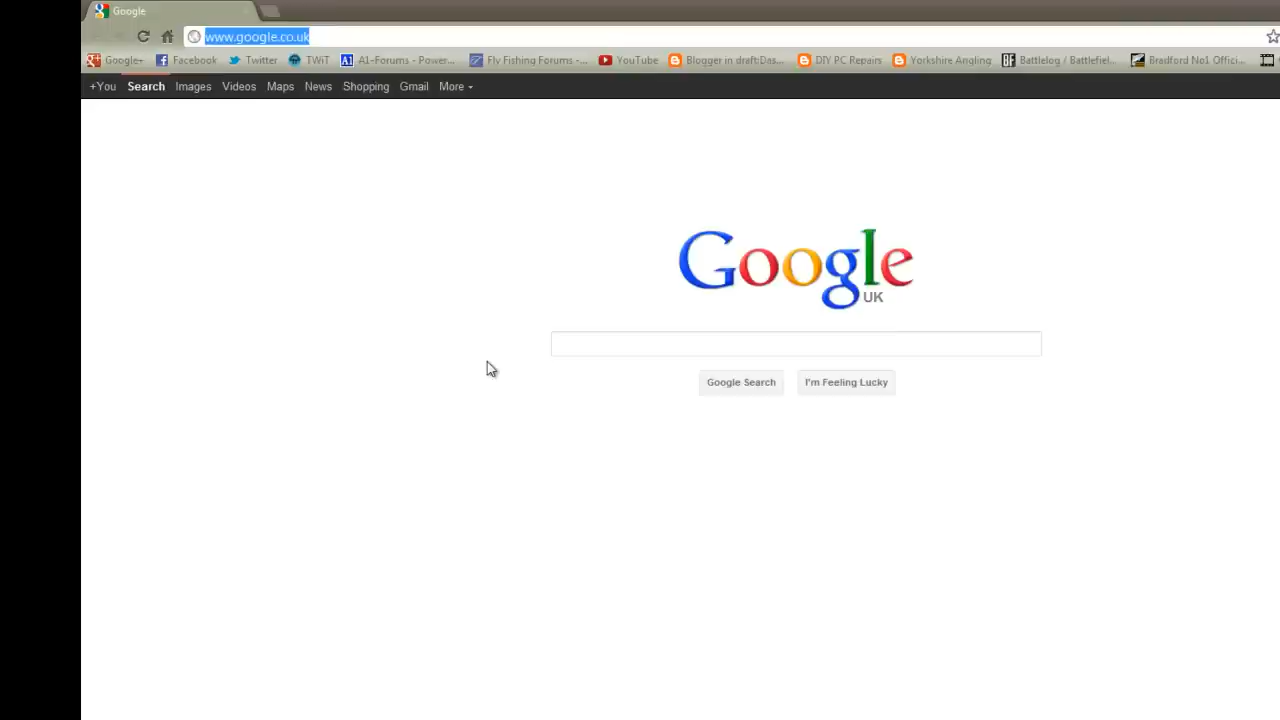 Google
www.google.co.uk
Google+ Facebook Twitter TWiT A1-Forums - Power... Fly Fishing Forums -... YouTube Blogger in draft:Das... DIY PC Repairs Yorkshire Angling Battlelog / Battlefiel... Bradford No1 Offici...
+You Search Images Videos Maps News Shopping Gmail More
Google
UK
Google Search I'm Feeling Lucky